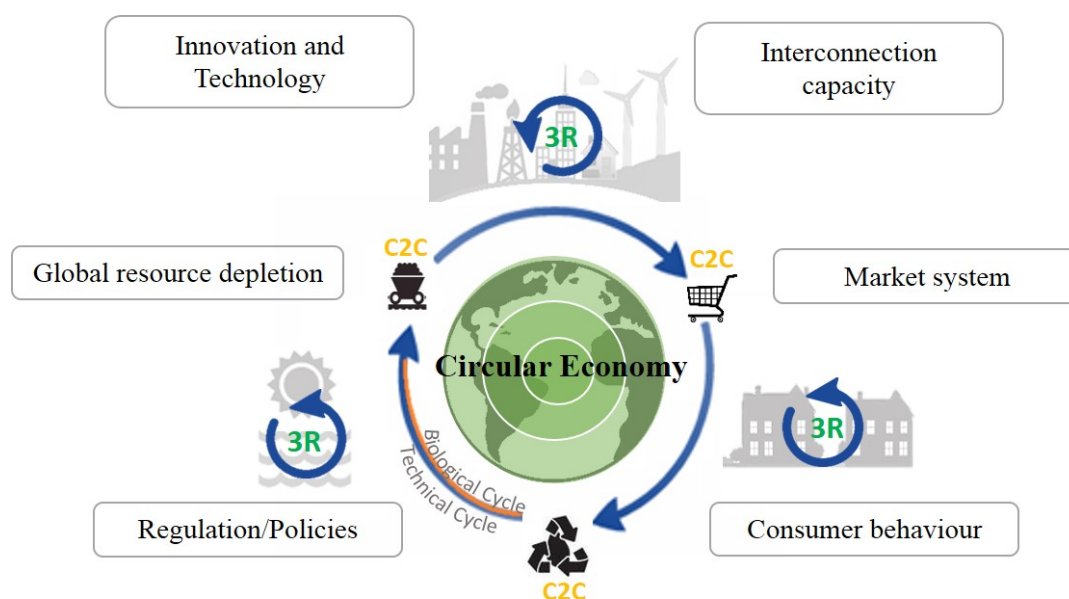 Innovation and
Technology
Interconnection
capacity
3R
C2C
C2C
Global resource depletion
Market system
Circular Economy
3R
3R
Biological Cycle
Technical Cycle
Regulation/Policies
Consumer behaviour
C2C